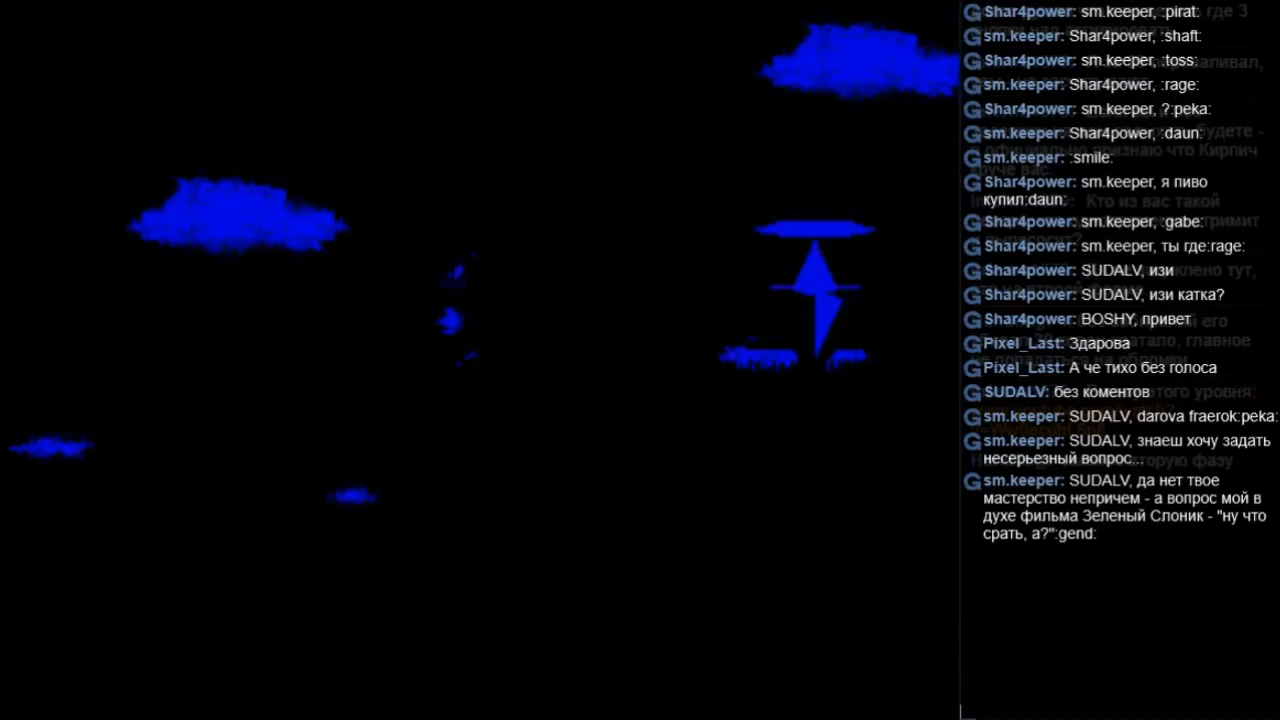 Shar4power: sm.keeper, :pirat:
sm.keeper: Shar4power, :shaft:
Shar4power: sm.keeper, :toss:
sm.keeper: Shar4power, :rage:
Shar4power: sm.keeper, ?:peka:
sm.keeper: Shar4power, :daun:
sm.keeper: :smile:
Shar4power: sm.keeper, я пиво
купил:daun:
Shar4power: sm.keeper, :gabe:
Shar4power: sm.keeper, ты где:rage:
Shar4power: SUDALV, изи
Shar4power: SUDALV, изи катка?
Shar4power: BOSHY, привет
Pixel_Last: Здарова
Pixel_Last: А че тихо без голоса
SUDALV: без коментов
sm.keeper: SUDALV, darova fraerok:peka:
sm.keeper: SUDALV, знаеш хочу задать
несерьезный вопрос...
sm.keeper: SUDALV, да нет твое
мастерство непричем - а вопрос мой в
духе фильма Зеленый Слоник - "ну что
срать, а?":gend: